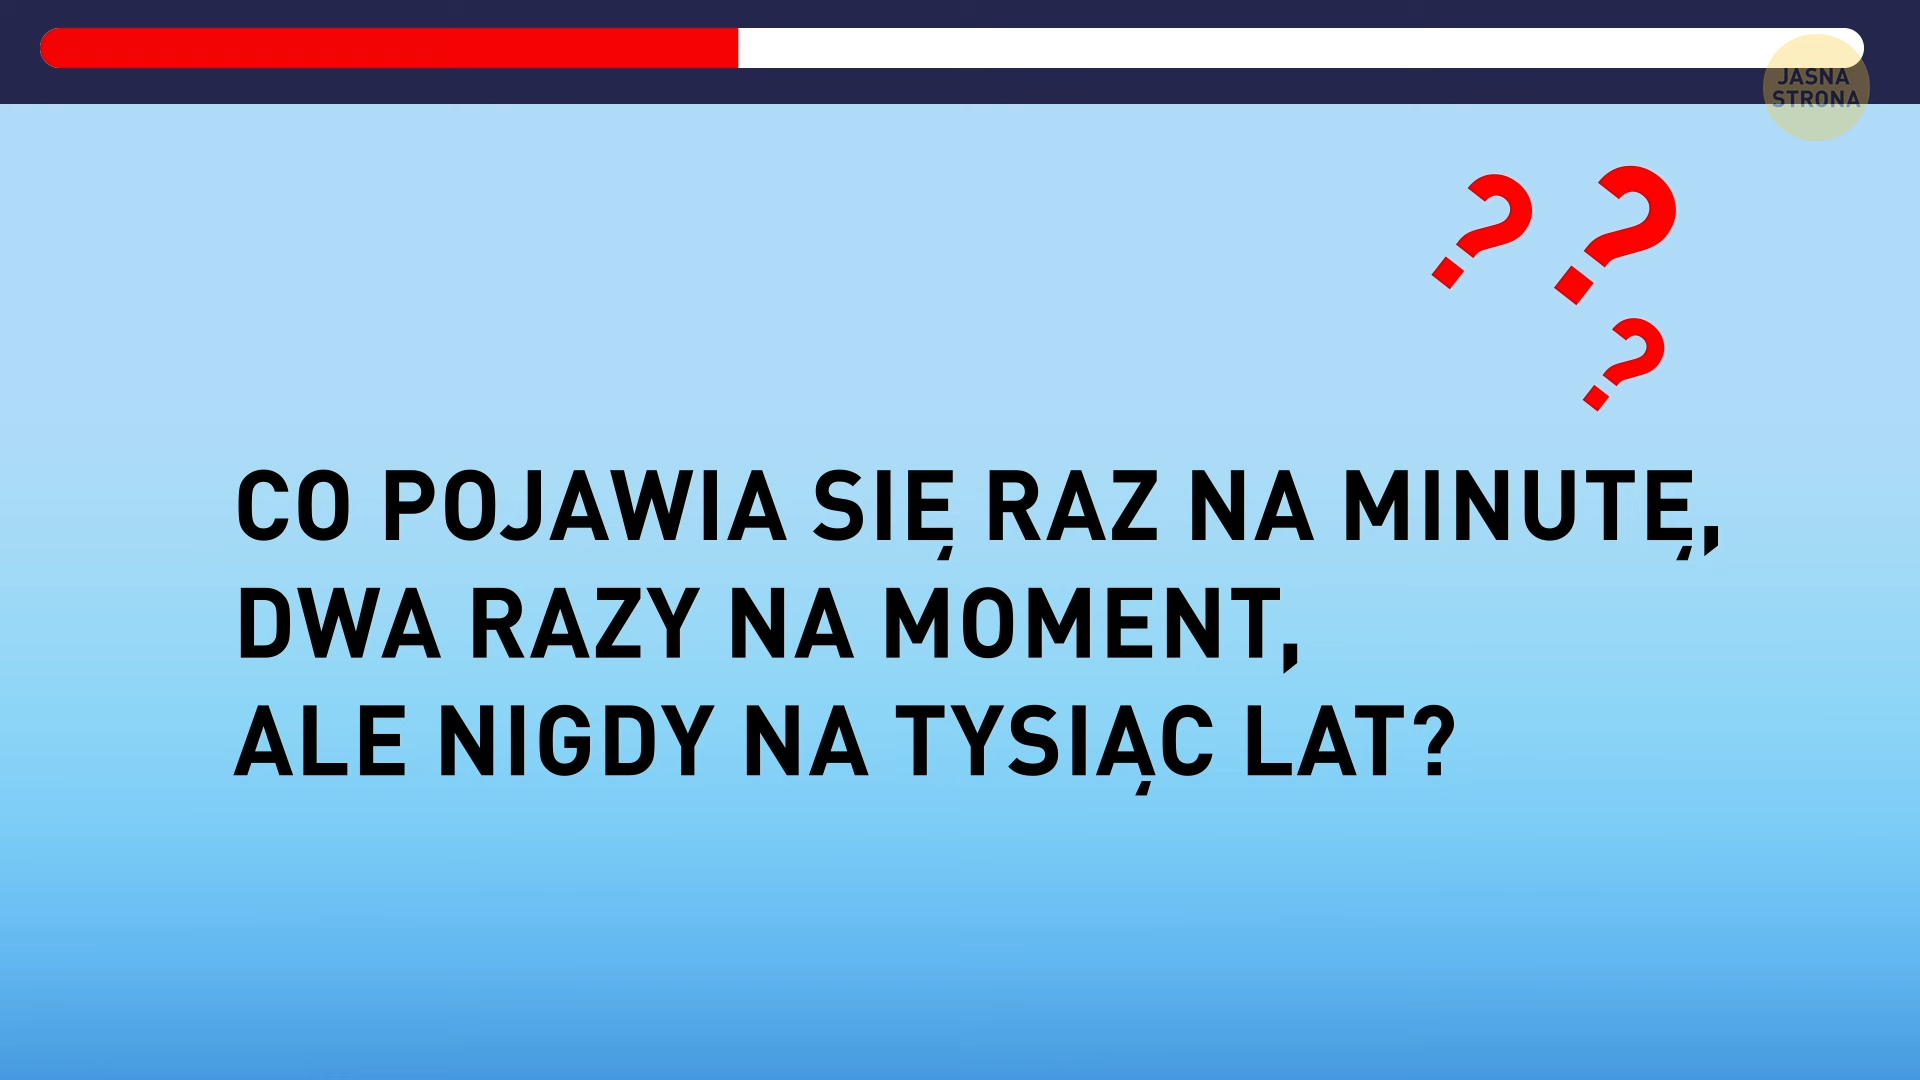 JASNA
STRONA
? ?
?
CO POJAWIA SIĘ RAZ NA MINUTĘ,
DWA RAZY NA MOMENT,
ALE NIGDY NA TYSIĄC LAT?